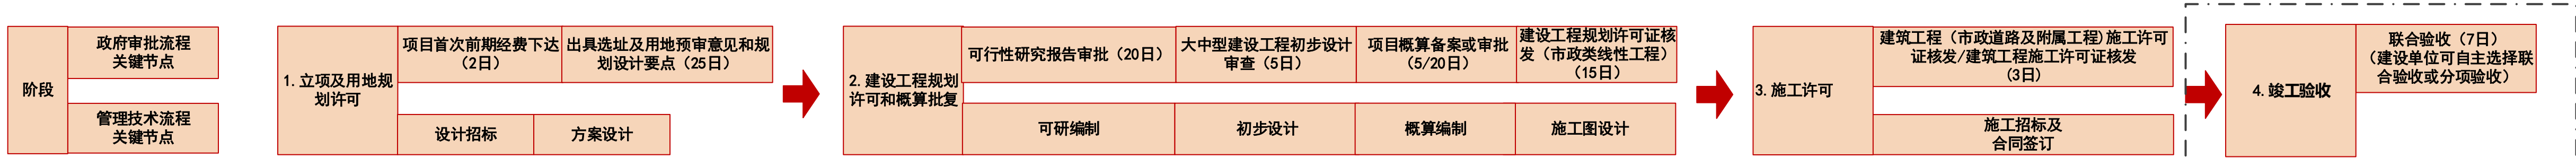 阶段
政府审批流程
关键节点
管理技术流程
关键节点
1.立项及用地规
划许可
项目首次前期经费下达
（2日）
出具选址及用地预审意见和规
划设计要点（25日）
设计招标
方案设计
2.建设工程规划
许可和概算批复
可行性研究报告审批（20日）
大中型建设工程初步设计
审查（5日）
项目概算备案或审批
（5/20日）
建设工程规划许可证核
发（市政类线性工程）
（15日）
可研编制
初步设计
概算编制
施工图设计
3.施工许可
建筑工程（市政道路及附属工程)施工许可
证核发/建筑工程施工许可证核发
(3日)
施工招标及
合同签订
4.竣工验收
联合验收（7日）
（建设单位可自主选择联
合验收或分项验收）